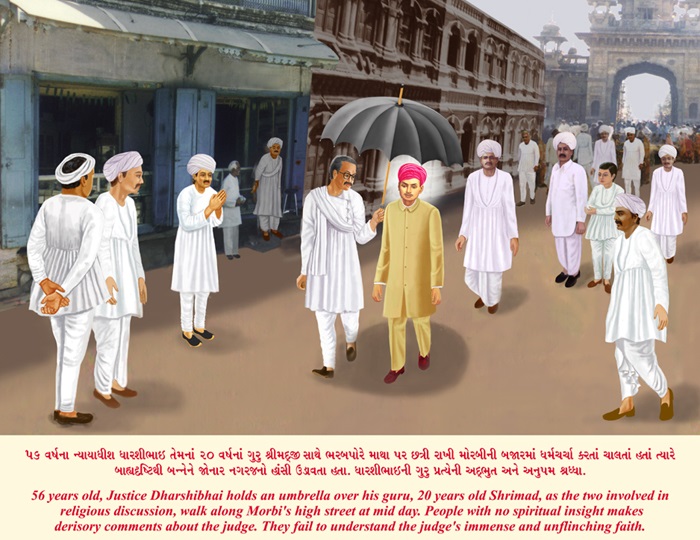 ૫૬ વર્ષના ન્યાયાધીશ ધારશીભાઇ તેમનાં ૨૦ વર્ષનાં ગુરુ શ્રીમદ્જી સાથે ભરબપોરે માથા પર છત્રી રાખી મોરબીની બજારમાં ધર્મચર્ચા કરતાં ચાલતાં હતાં ત્યારે
બાહ્યદ્રષ્ટિથી બન્નેને જોનાર નગરજનો હાંસી ઉડાવતા હતા. ધારશીભાઇની ગુરુ પ્રત્યેની અદ્ભુત અને અનુપમ શ્રધ્ધા.
56 years old, Justice Dharshibhai holds an umbrella over his guru, 20 years old Shrimad, as the two involved in
religious discussion, walk along Morbi's high street at mid day. People with no spiritual insight makes
derisory comments about the judge. They fail to understand the judge's immense and unflinching faith.